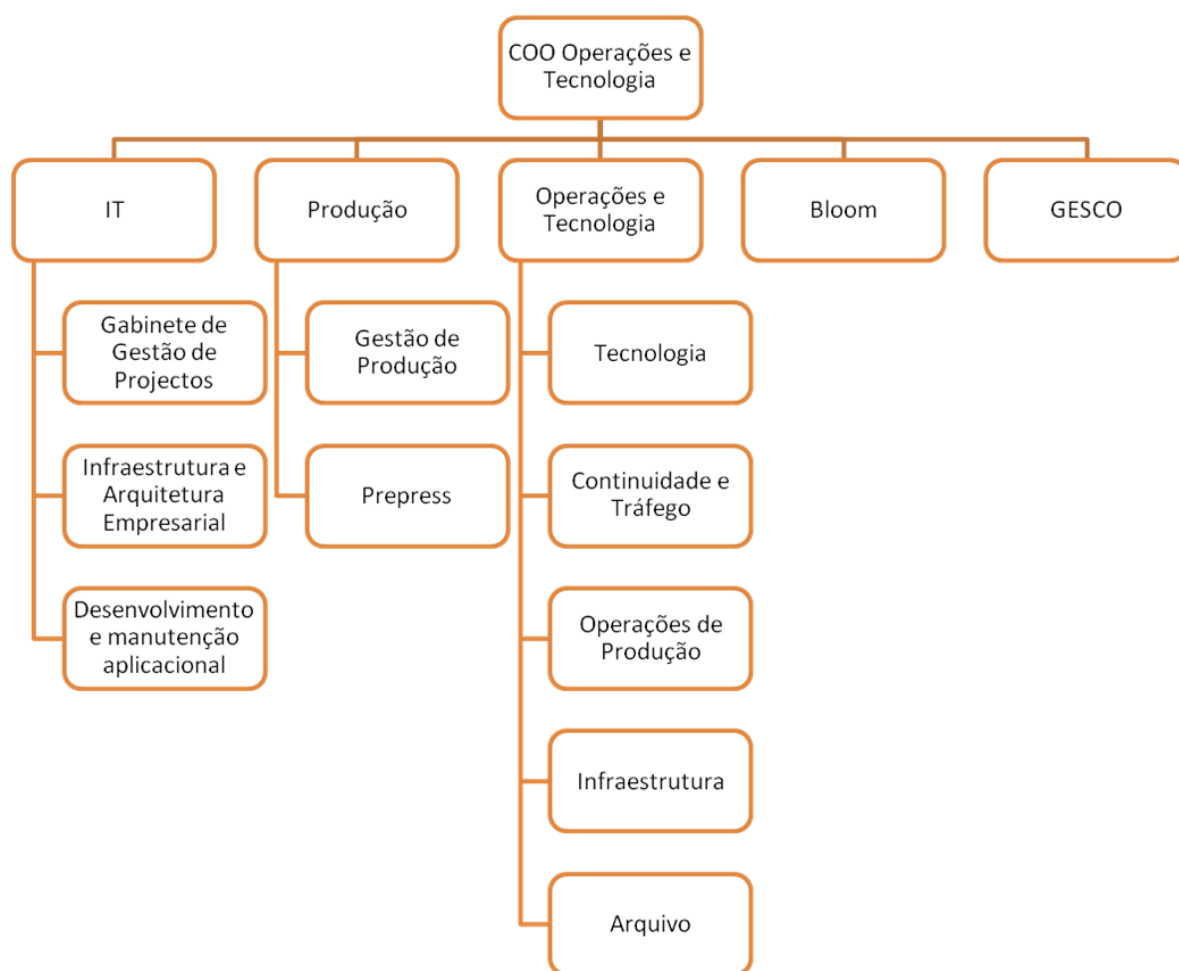 COO Operações e
Tecnologia
IT
Produção
Operações e
Tecnologia
Bloom
GESCO
Gabinete de
Gestão de
Projectos
Infraestrutura e
Arquitetura
Empresarial
Desenvolvimento
e manutenção
aplicacional
Gestão de
Produção
Prepress
Tecnologia
Continuidade e
Tráfego
Operações de
Produção
Infraestrutura
Arquivo